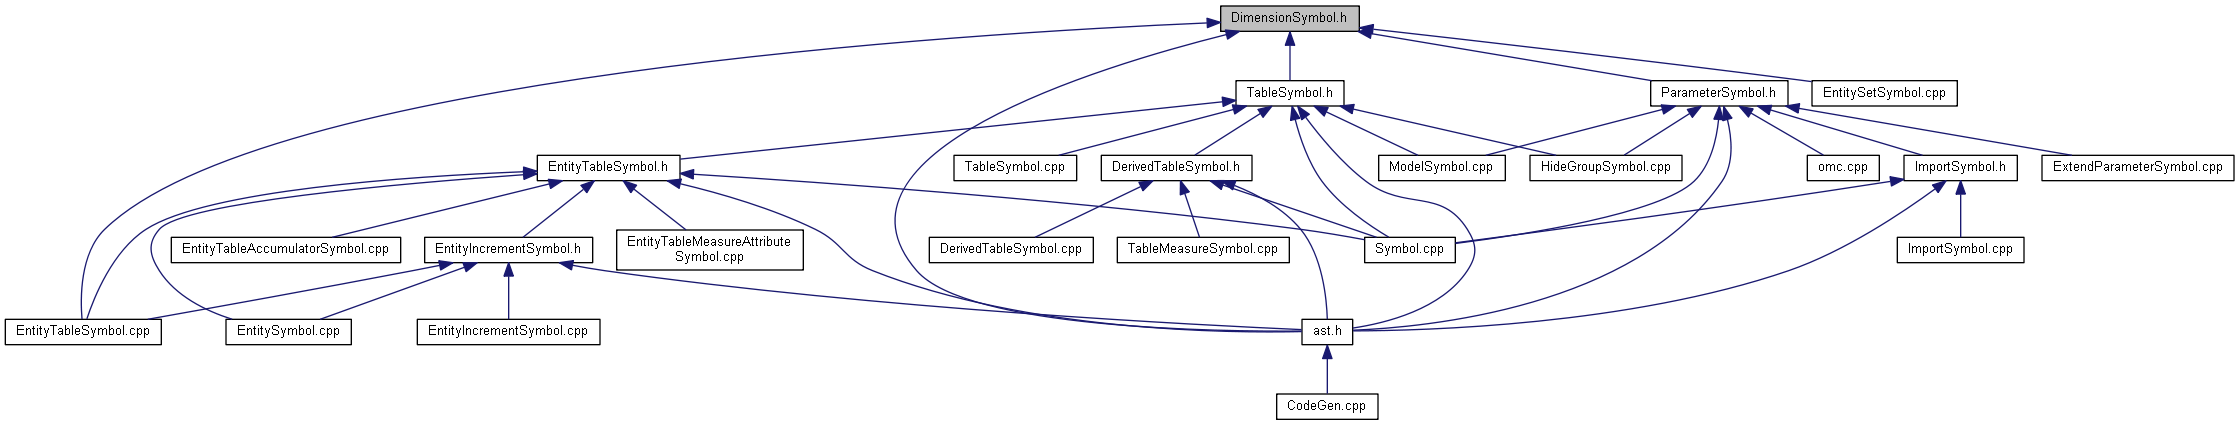 DimensionSymbol.h
TableSymbol.h
ParameterSymbol.h
EntitySetSymbol.cpp
EntityTableSymbol.h
TableSymbol.cpp
DerivedTableSymbol.h
ModelSymbol.cpp
HideGroupSymbol.cpp
omc.cpp
ImportSymbol.h
ExtendParameterSymbol.cpp
EntityTableAccumulatorSymbol.cpp
EntityIncrementSymbol.h
EntityTableMeasureAttribute
Symbol.cpp
DerivedTableSymbol.cpp
TableMeasureSymbol.cpp
Symbol.cpp
ImportSymbol.cpp
EntityTableSymbol.cpp
EntitySymbol.cpp
EntityIncrementSymbol.cpp
ast.h
CodeGen.cpp